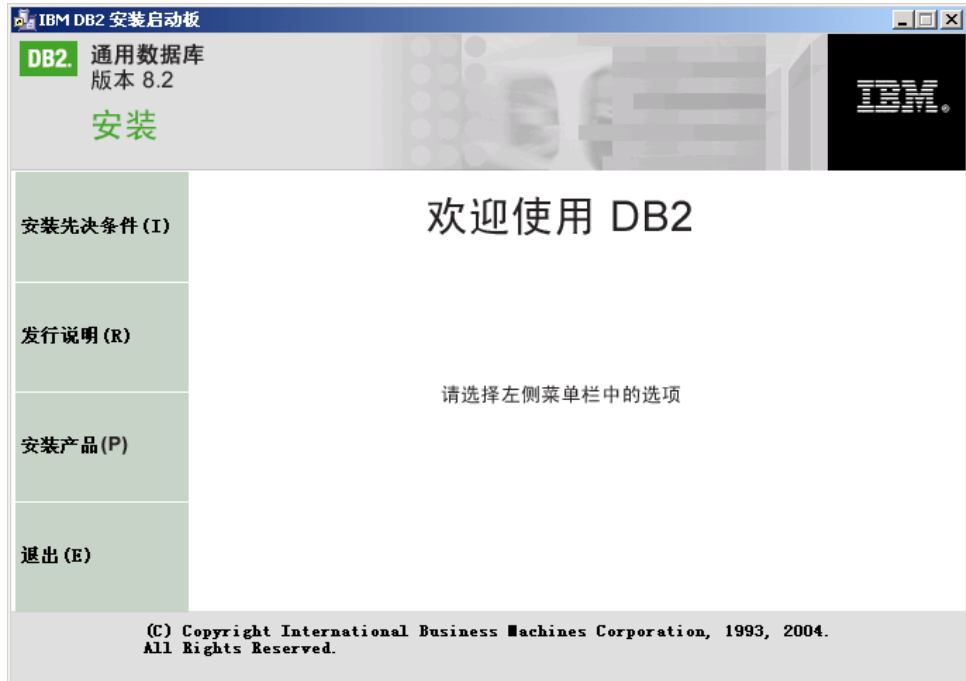 IBM DB2 安装启动板
DB2.
通用数据库
版本 8.2
安装
IBM.
安装先决条件(I)
欢迎使用 DB2
发行说明(R)
请选择左侧菜单栏中的选项
安装产品(P)
退出(E)
(C) Copyright International Business Machines Corporation, 1993, 2004.
All Rights Reserved.